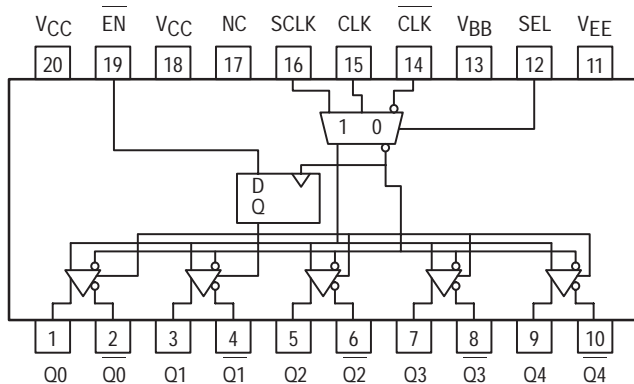 VCC EN VCC NC SCLK CLK CLK VBB SEL VEE
20 19 18 17 16 15 14 13 12 11
1 0
D
Q
1 2 3 4 5 6 7 8 9 10
Q0 Q0 Q1 Q1 Q2 Q2 Q3 Q3 Q4 Q4